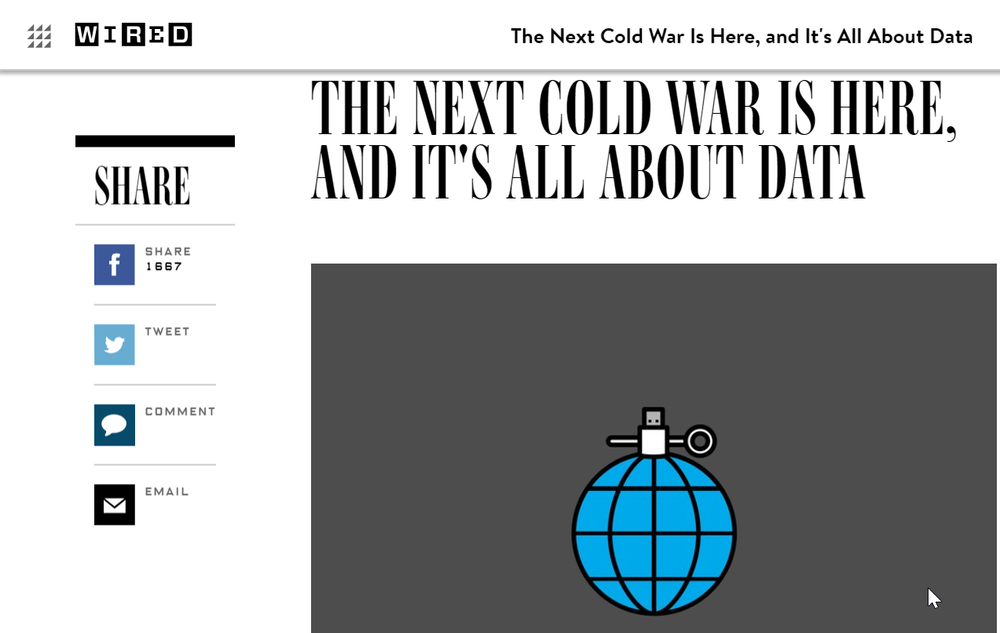 WIRED
The Next Cold War Is Here, and It's All About Data
THE NEXT COLD WAR IS HERE,
AND IT'S ALL ABOUT DATA
SHARE
SHARE
1667
TWEET
COMMENT
EMAIL